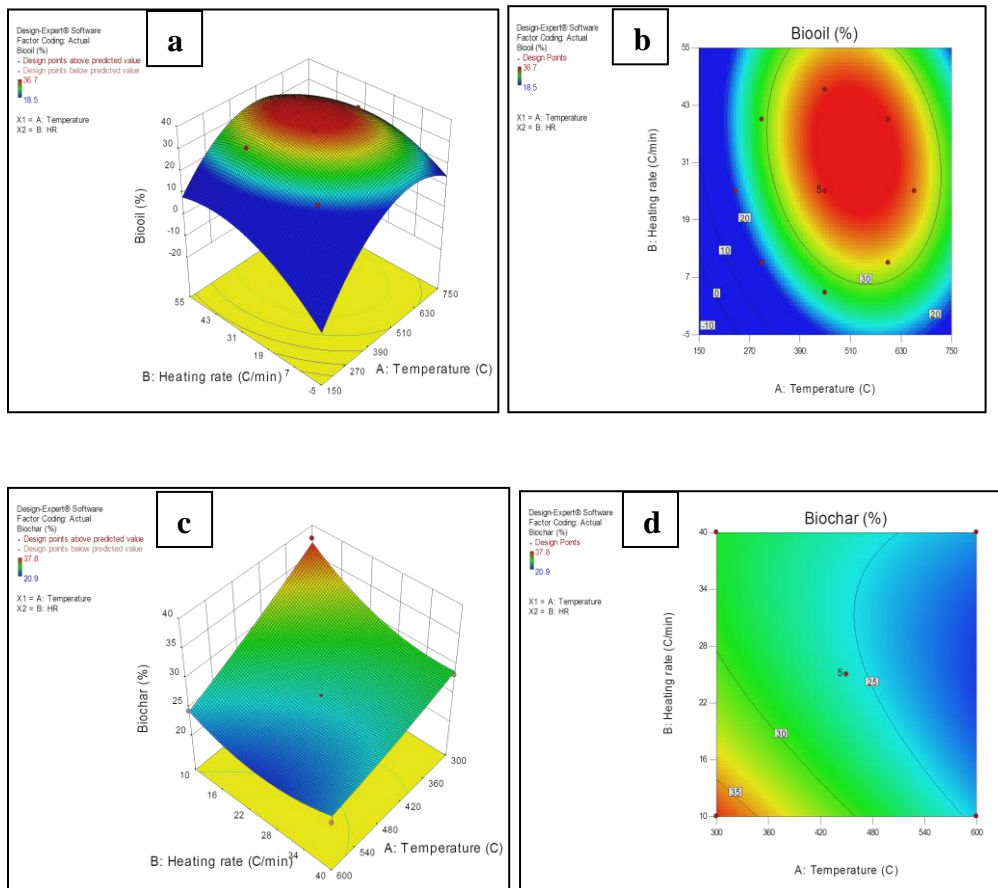 a
Design-Expert® Software
Factor Coding: Actual
Biooil (%)
Design points above predicted value
Design points below predicted value
36.7
18.5
X1 = A: Temperature
X2 = B: HR
40
30
20
10
0
-10
-20
Biooil (%)
55
43
31
19
7
-5
B: Heating rate (C/min)
150
270
390
510
630
750
A: Temperature (C)
b
Design-Expert® Software
Factor Coding: Actual
Biooil (%)
Design Points
36.7
18.5
X1 = A: Temperature
X2 = B: HR
Biooil (%)
55
43
31
19
7
-5
B: Heating rate (C/min)
5
20
10
0
-10
30
20
150
270
390
510
630
750
A: Temperature (C)
c
Design-Expert® Software
Factor Coding: Actual
Biochar (%)
Design points above predicted value
Design points below predicted value
37.8
20.9
X1 = A: Temperature
X2 = B: HR
40
35
30
25
20
Biochar (%)
10
16
22
28
34
40
B: Heating rate (C/min)
300
360
420
480
540
600
A: Temperature (C)
d
Design-Expert® Software
Factor Coding: Actual
Biochar (%)
Design Points
37.8
20.9
X1 = A: Temperature
X2 = B: HR
Biochar (%)
40
34
28
22
16
10
B: Heating rate (C/min)
5
25
30
35
300
360
420
480
540
600
A: Temperature (C)